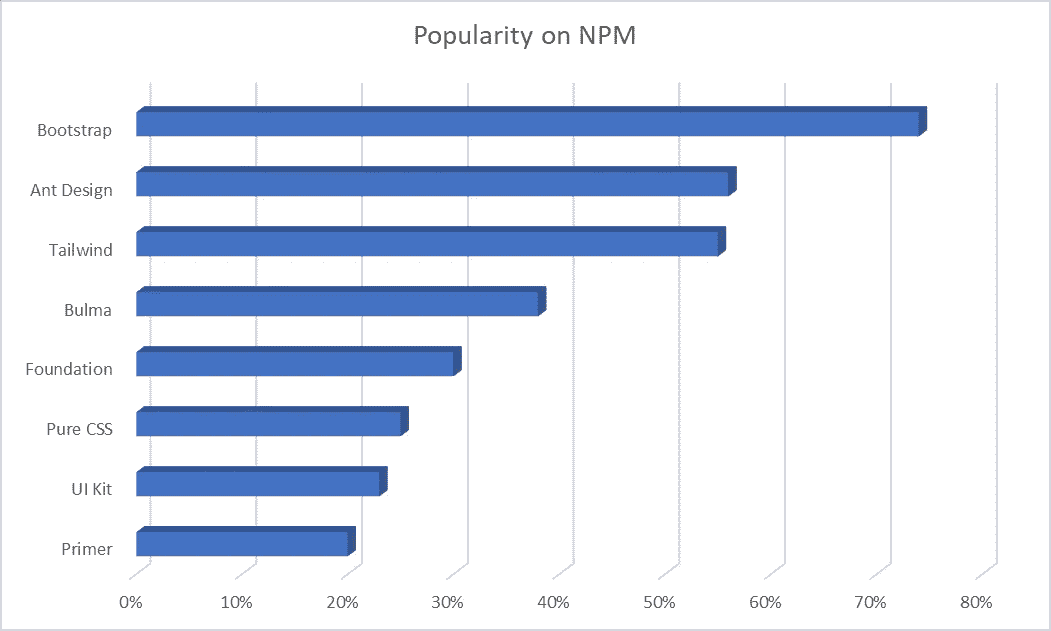 Popularity on NPM
Bootstrap
Ant Design
Tailwind
Bulma
Foundation
Pure CSS
UI Kit
Primer
0% 10% 20% 30% 40% 50% 60% 70% 80%